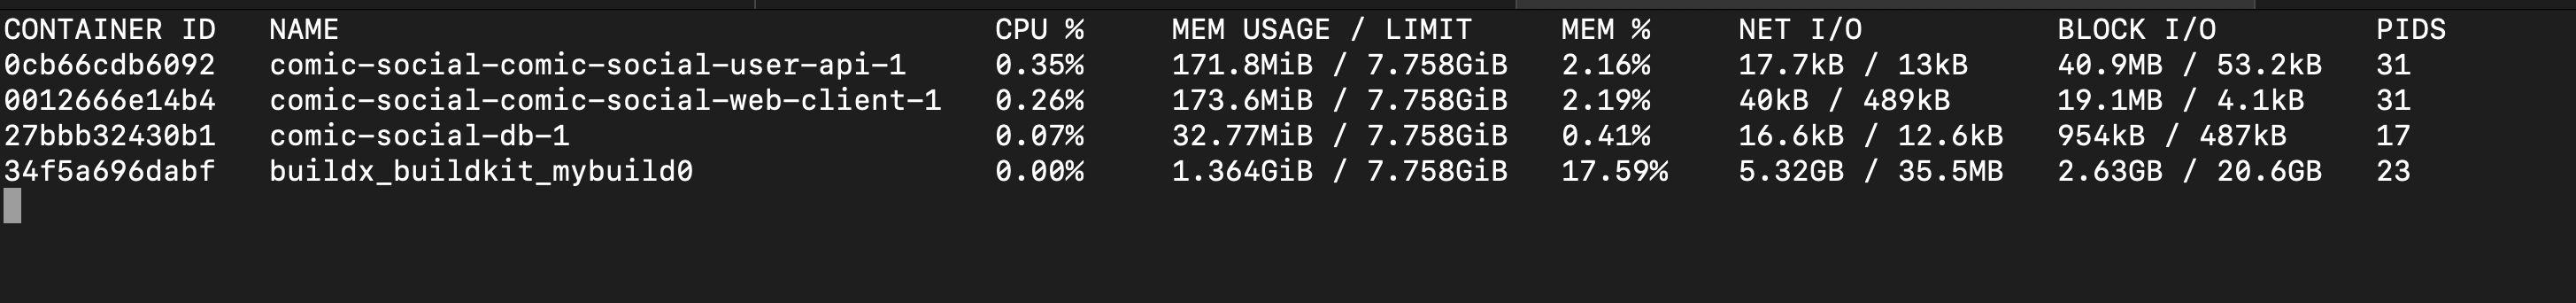 CONTAINER ID   NAME                                     CPU %     MEM USAGE / LIMIT     MEM %     NET I/O           BLOCK I/O         PIDS
0cb66cdb6092   comic-social-comic-social-user-api-1     0.35%     171.8MiB / 7.758GiB   2.16%     17.7kB / 13kB     40.9MB / 53.2kB   31
0012666e14b4   comic-social-comic-social-web-client-1   0.26%     173.6MiB / 7.758GiB   2.19%     40kB / 489kB      19.1MB / 4.1kB    31
27bbb32430b1   comic-social-db-1                        0.07%     32.77MiB / 7.758GiB   0.41%     16.6kB / 12.6kB   954kB / 487kB     17
34f5a696dabf   buildx_buildkit_mybuild0                 0.00%     1.364GiB / 7.758GiB   17.59%    5.32GB / 35.5MB   2.63GB / 20.6GB   23